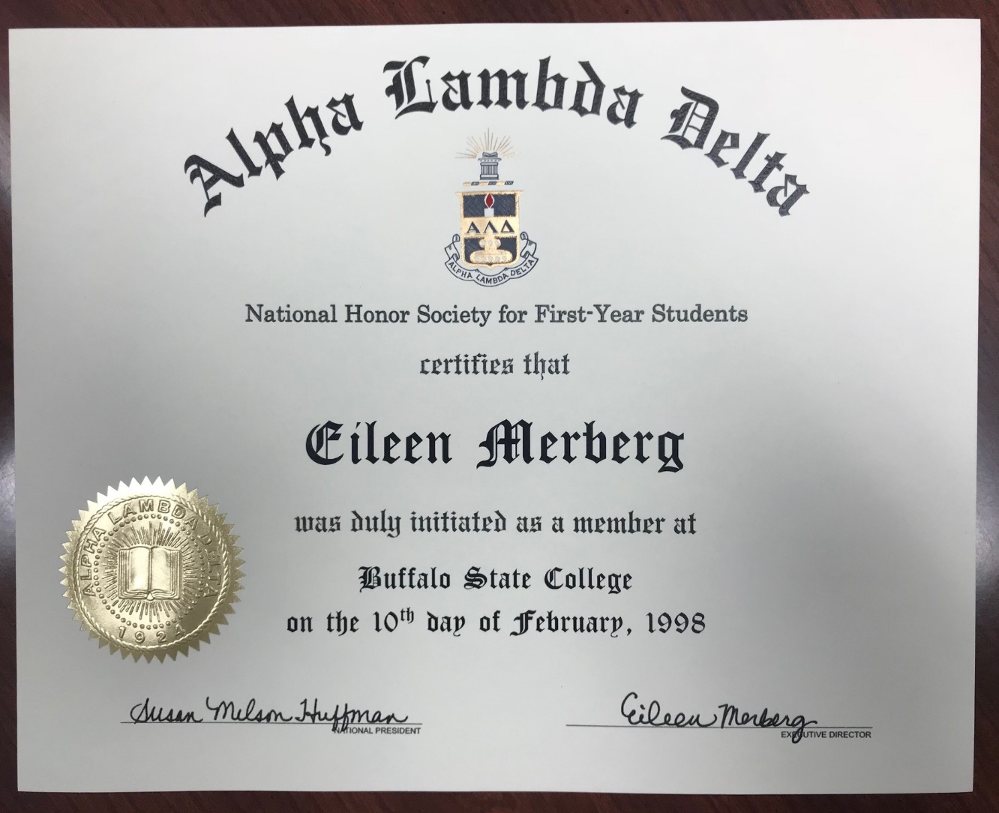 Alpha Lambda Delta
ΑΛΔ
ALPHA LAMBDA DELTA
National Honor Society for First-Year Students
certifies that
Eileen Merberg
was duly initiated as a member at
Buffalo State College
on the 10th day of February, 1998
ALPHA LAMBDA DELTA
1924
Susan Melson Huffman
NATIONAL PRESIDENT
Eileen Merberg
EXECUTIVE DIRECTOR